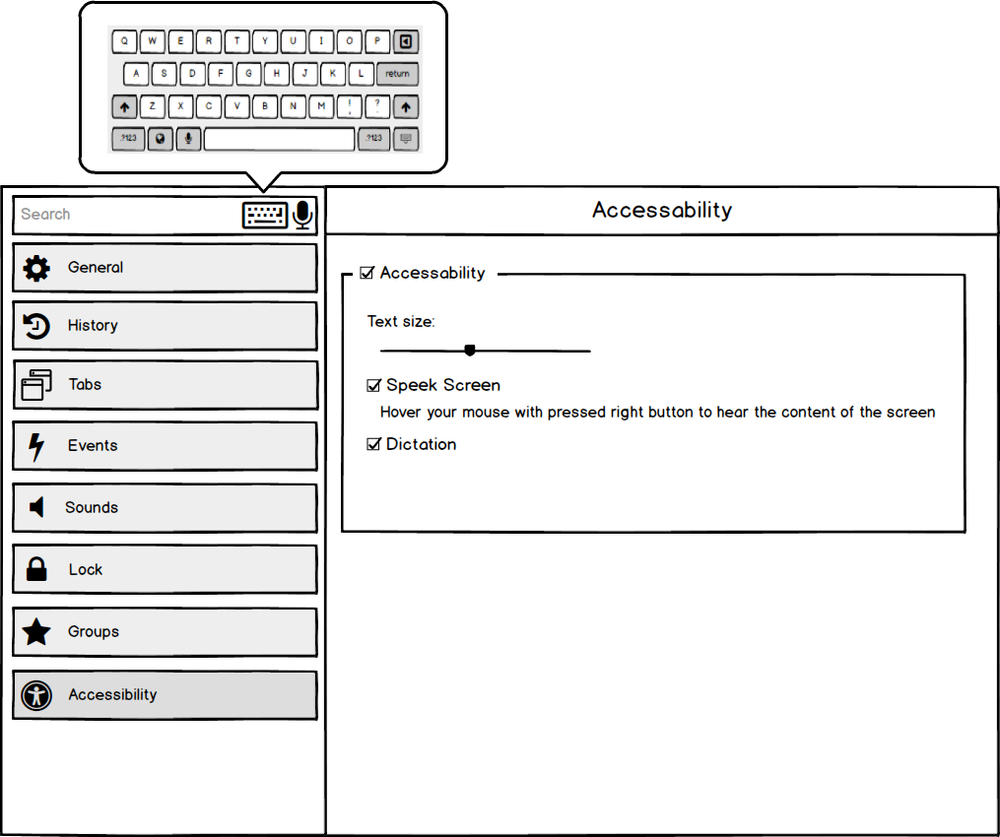 Q W E R T Y U I O P
A S D F G H J K L return
Z X C V B N M ! , ? .
.?123 .?123
Search
Accessability
General
History
Tabs
Events
Sounds
Lock
Groups
Accessibility
Accessability
Text size:
Speek Screen
Hover your mouse with pressed right button to hear the content of the screen
Dictation